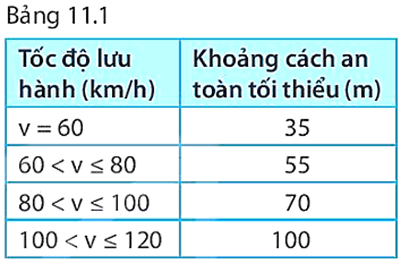 Bảng 11.1
Tốc độ lưu hành (km/h)
Khoảng cách an toàn tối thiểu (m)
v = 60
35
60 < v ≤ 80
55
80 < v ≤ 100
70
100 < v ≤ 120
100